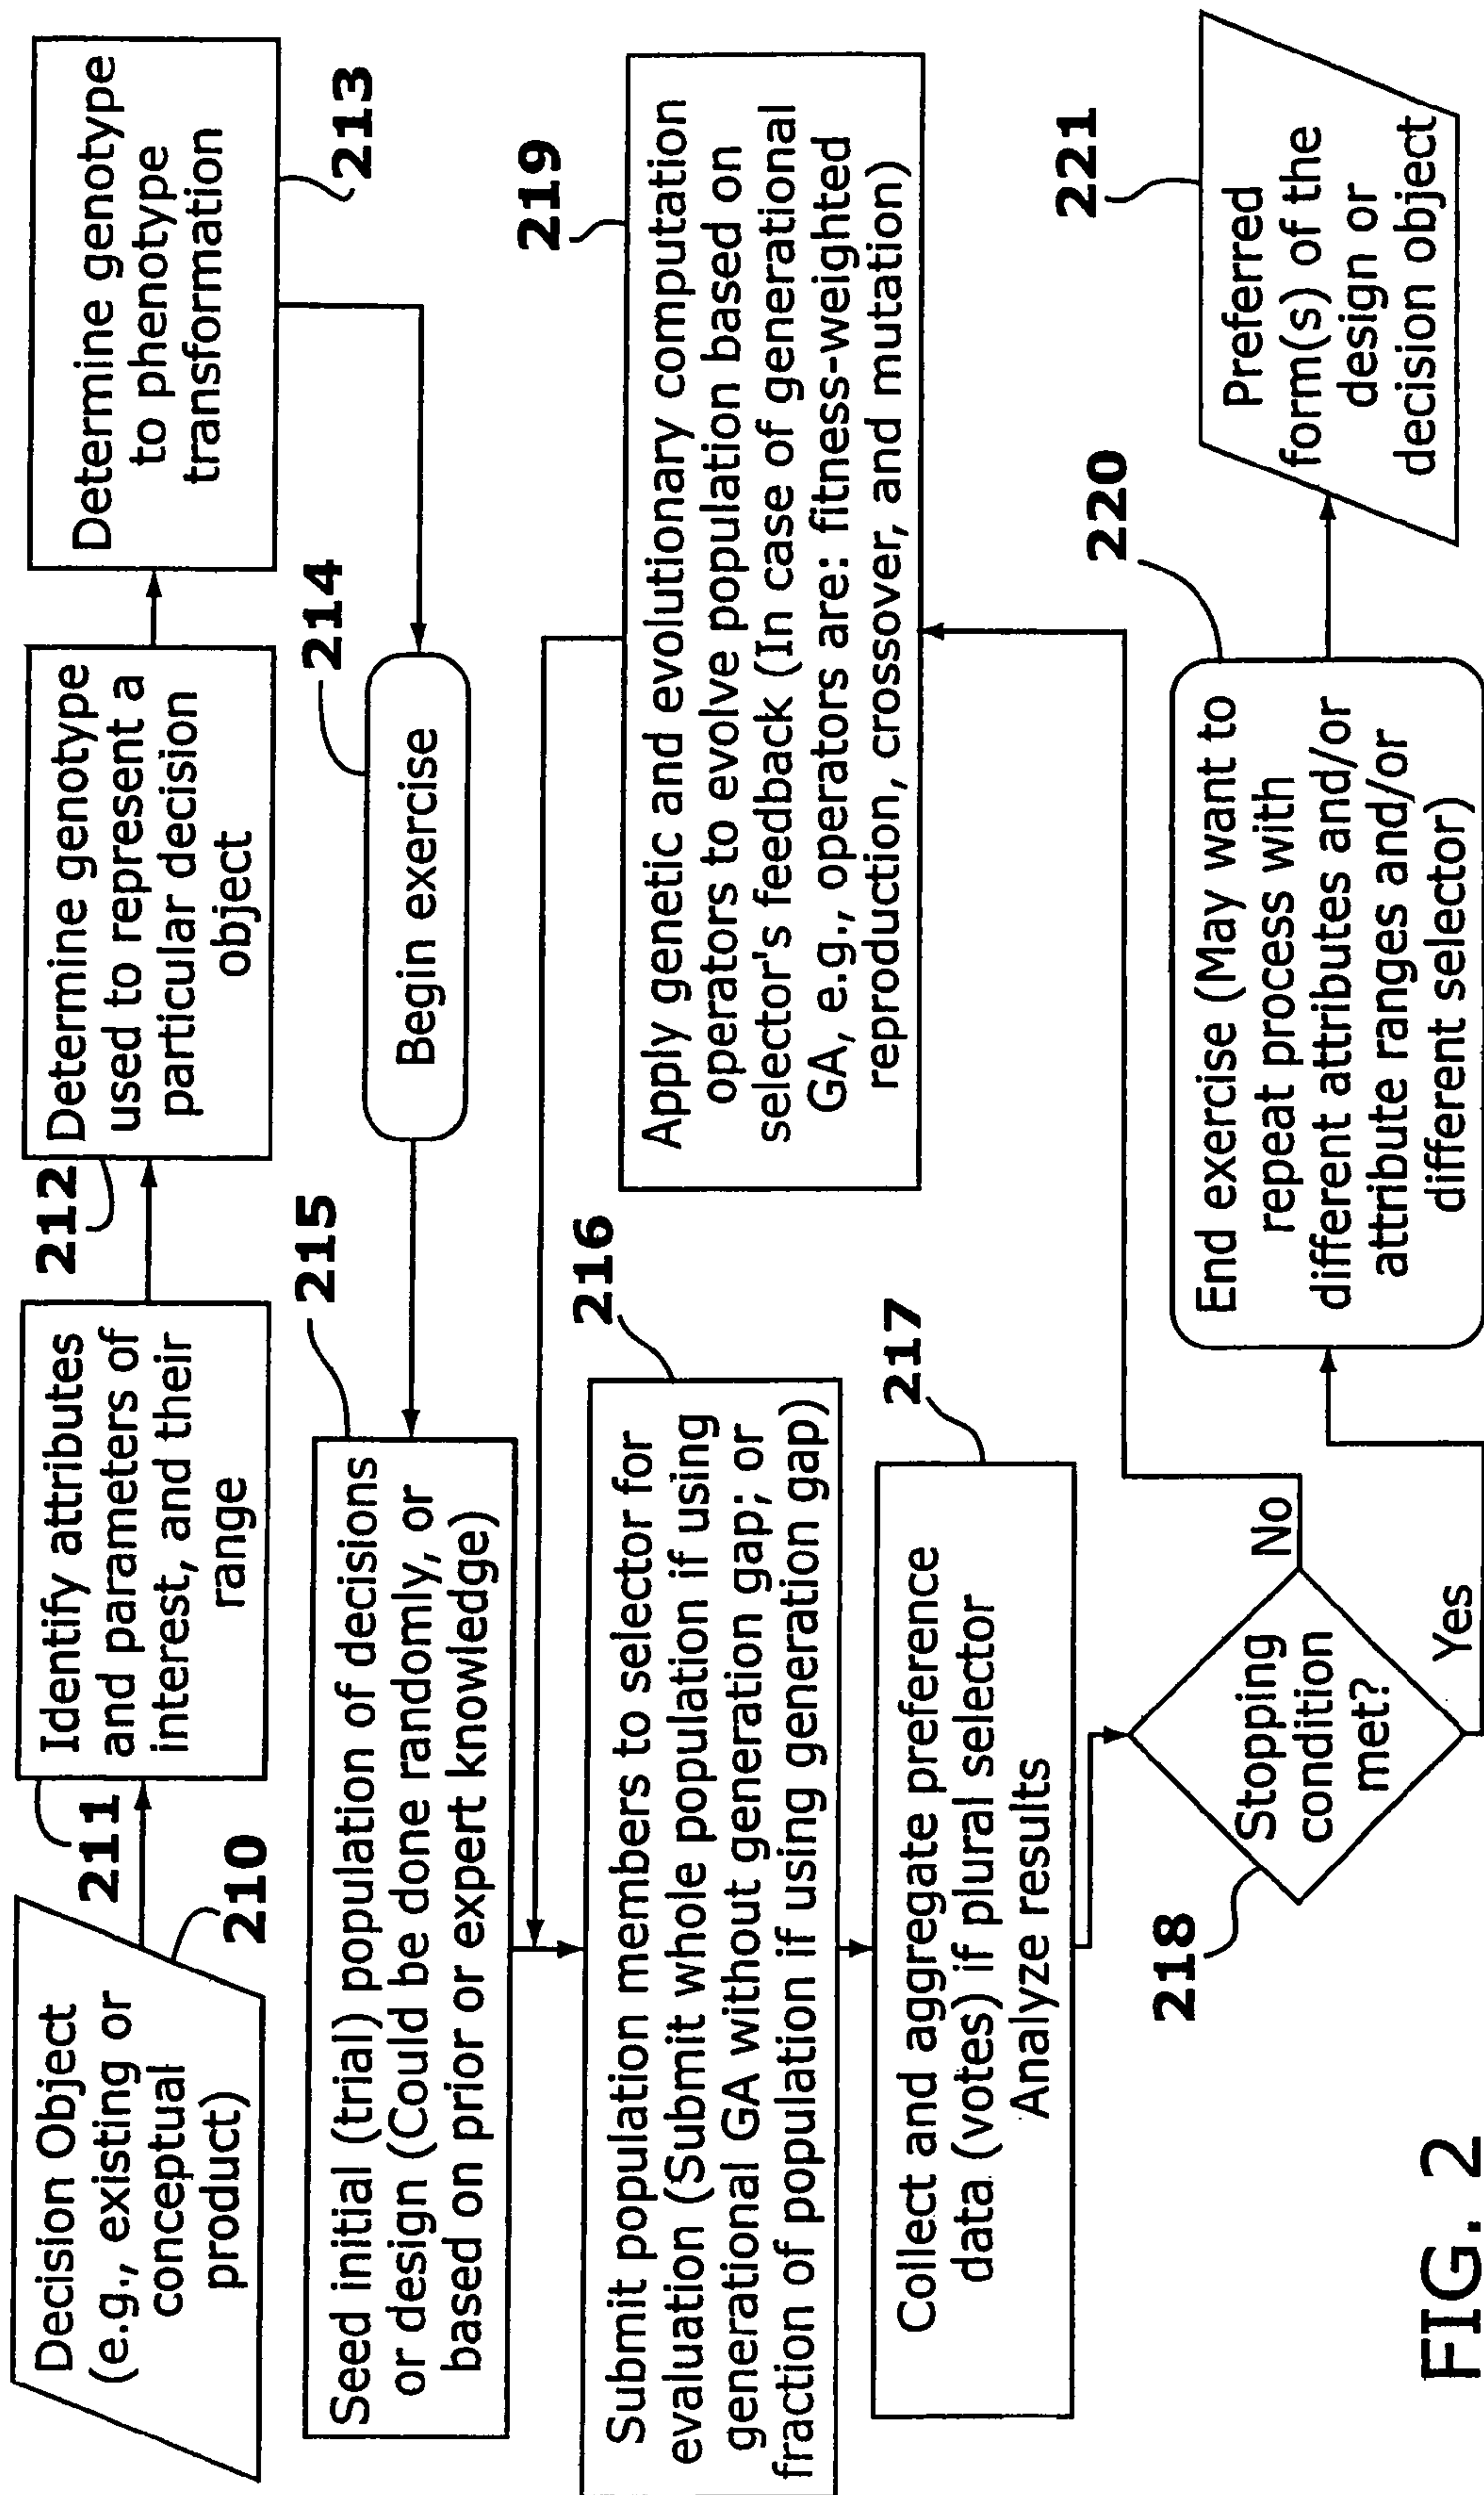 Decision Object
(e.g., existing or
conceptual
product)
210
211
Identify attributes
and parameters of
interest, and their
range
212
Determine genotype
used to represent a
particular decision
object
Determine genotype
to phenotype
transformation
213
214
Begin exercise
215
Seed initial (trial) population of decisions
or design (Could be done randomly, or
based on prior or expert knowledge)
216
Submit population members to selector for
evaluation (Submit whole population if using
generational GA without generation gap; or
fraction of population if using generation gap)
217
Collect and aggregate preference
data (votes) if plural selector
Analyze results
218
Stopping
condition
met?
No
Yes
219
Apply genetic and evolutionary computation
operators to evolve population based on
selector's feedback (In case of generational
GA, e.g., operators are: fitness-weighted
reproduction, crossover, and mutation)
220
End exercise (May want to
repeat process with
different attributes and/or
attribute ranges and/or
different selector)
221
Preferred
form(s) of the
design or
decision object
FIG. 2